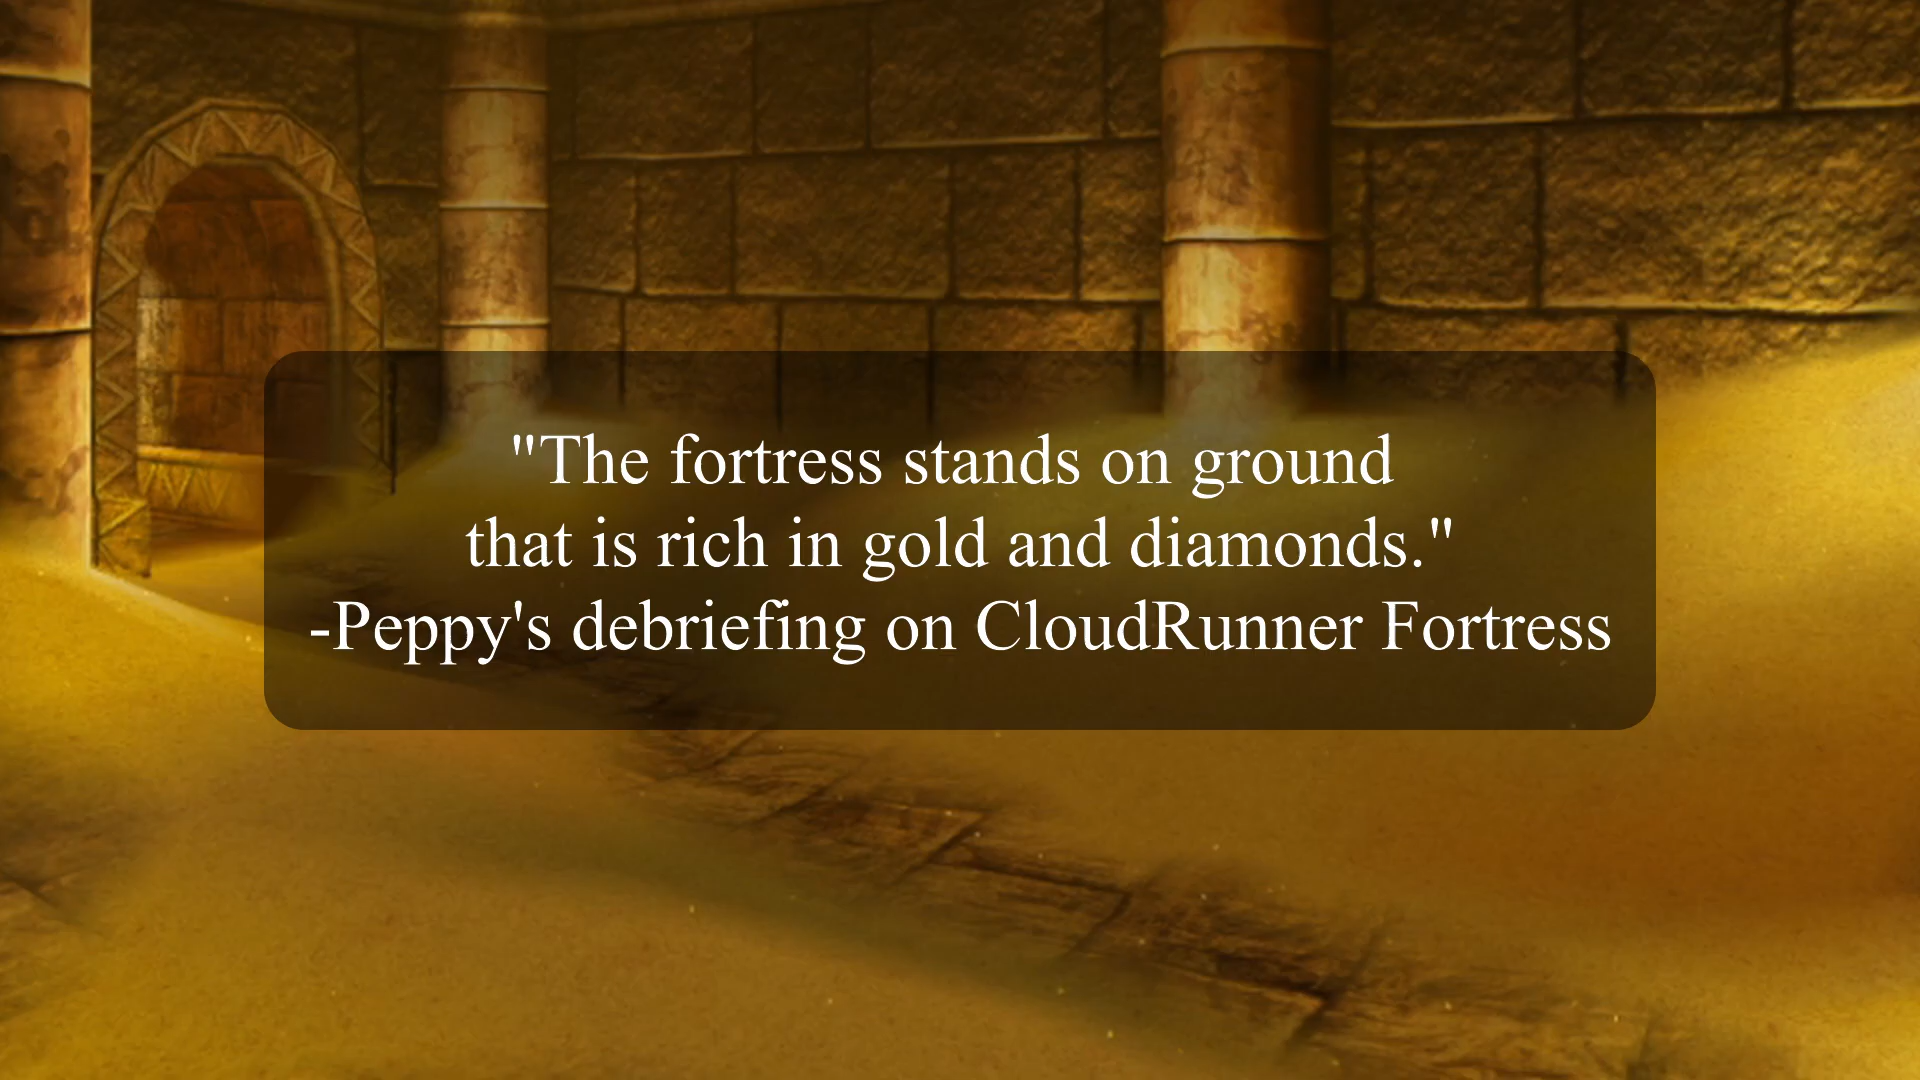 "The fortress stands on ground
that is rich in gold and diamonds."
-Peppy's debriefing on CloudRunner Fortress